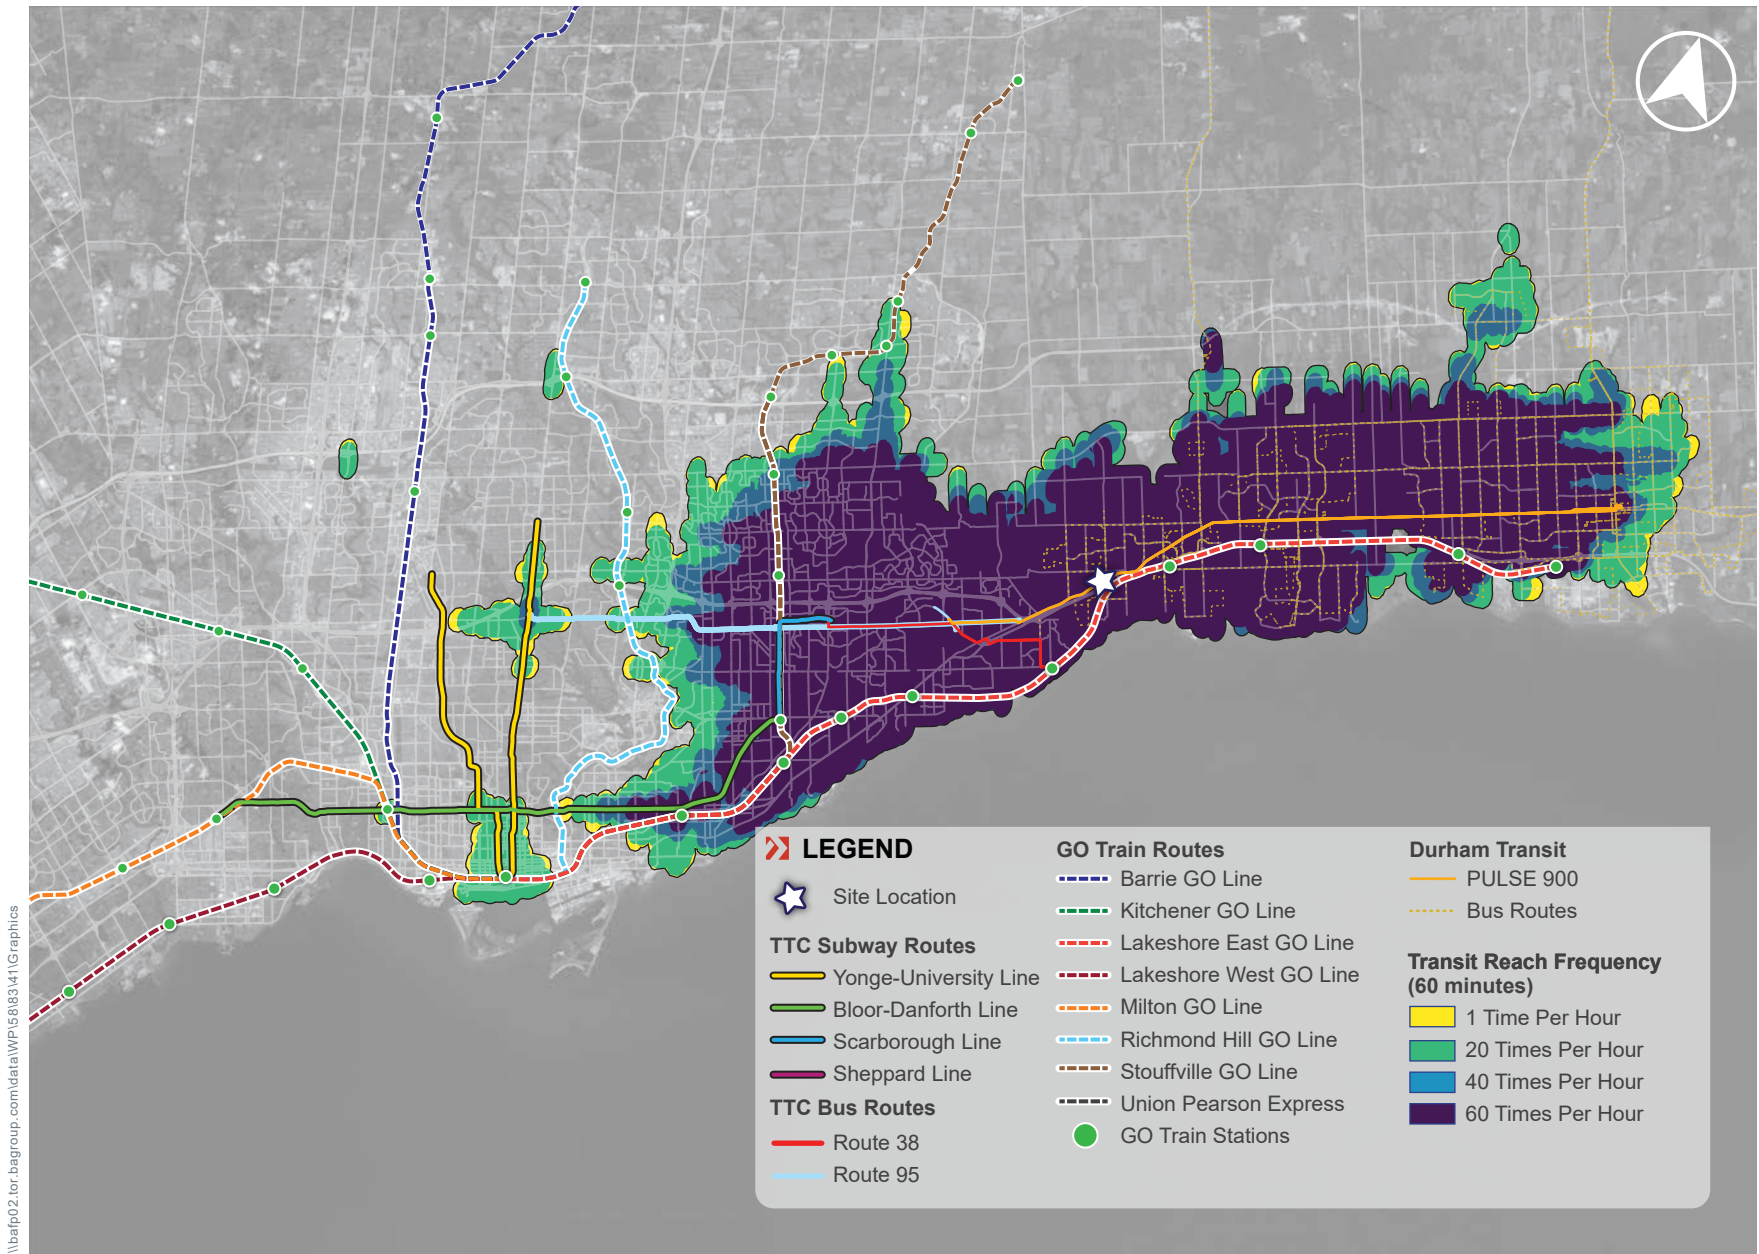 LEGEND
Site Location
TTC Subway Routes
Yonge-University Line
Bloor-Danforth Line
Scarborough Line
Sheppard Line
TTC Bus Routes
Route 38
Route 95
GO Train Routes
Barrie GO Line
Kitchener GO Line
Lakeshore East GO Line
Lakeshore West GO Line
Milton GO Line
Richmond Hill GO Line
Stouffville GO Line
Union Pearson Express
GO Train Stations
Durham Transit
PULSE 900
Bus Routes
Transit Reach Frequency
(60 minutes)
1 Time Per Hour
20 Times Per Hour
40 Times Per Hour
60 Times Per Hour
\\bafp02.tor.bagroup.com\data\WP\58\83\41\Graphics